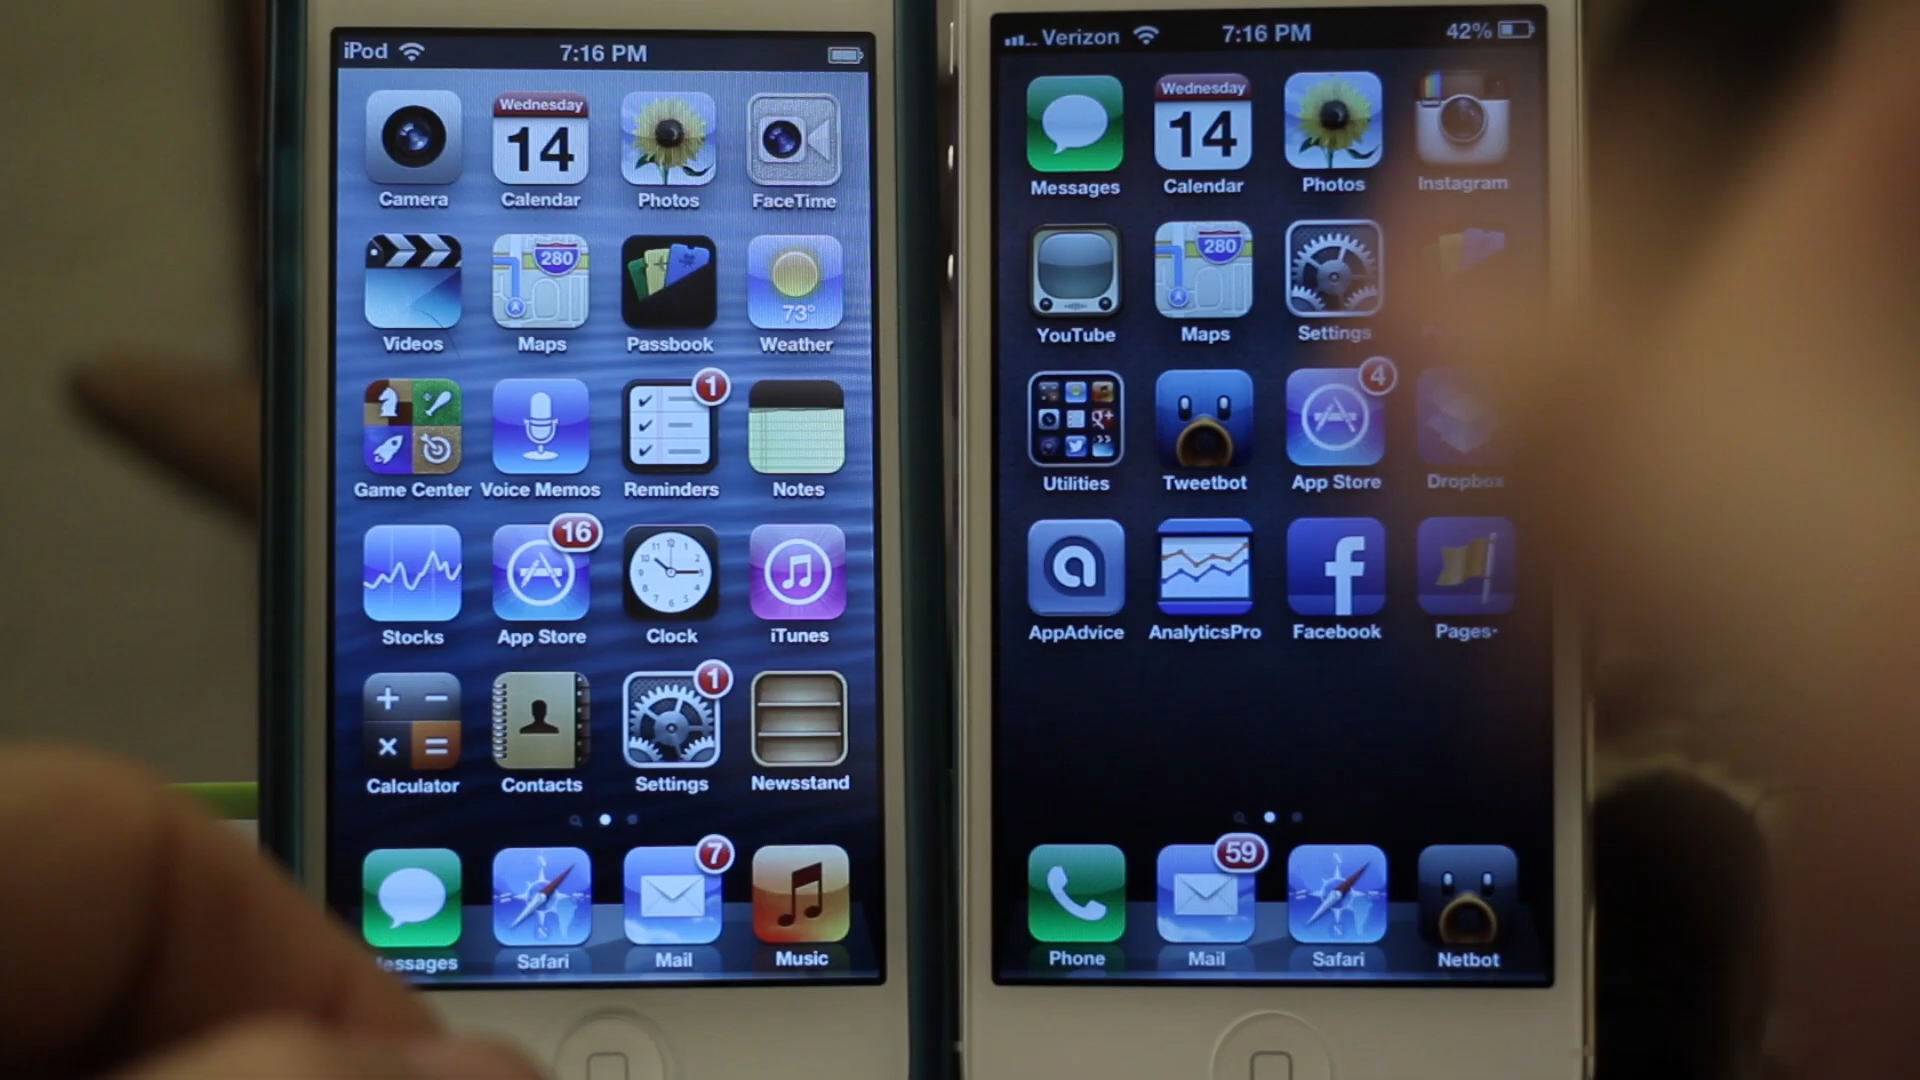 iPod 7:16 PM
Wednesday
14
Camera Calendar Photos FaceTime
280
73°
Videos Maps Passbook Weather
1
Game Center Voice Memos Reminders Notes
16
Stocks App Store Clock iTunes
1
Calculator Contacts Settings Newsstand
7
essages Safari Mail Music
Verizon 7:16 PM 42%
Wednesday
14
Messages Calendar Photos Instagram
280
YouTube Maps Settings
4
Utilities Tweetbot App Store Dropbox
AppAdvice AnalyticsPro Facebook Pages
59
Phone Mail Safari Netbot